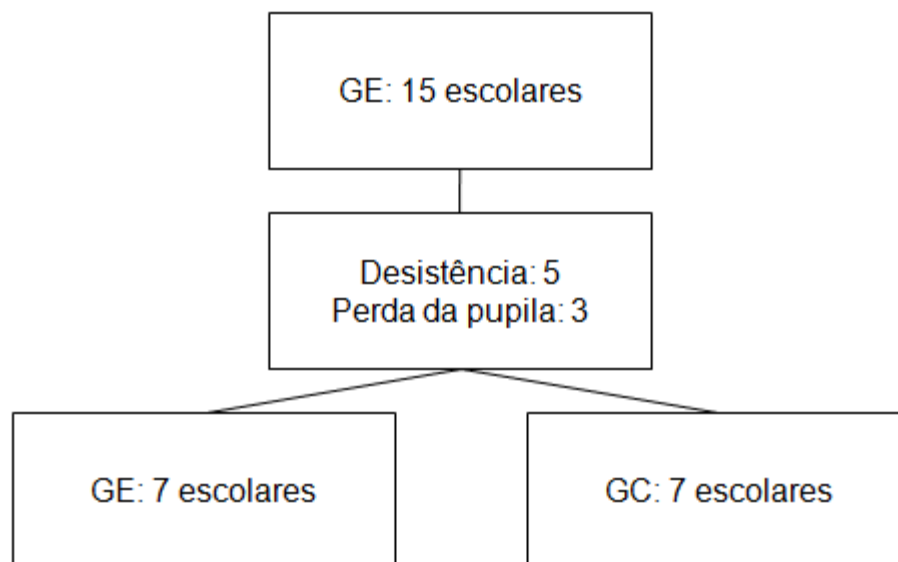 GE: 15 escolares
Desistência: 5
Perda da pupila: 3
GE: 7 escolares
GC: 7 escolares